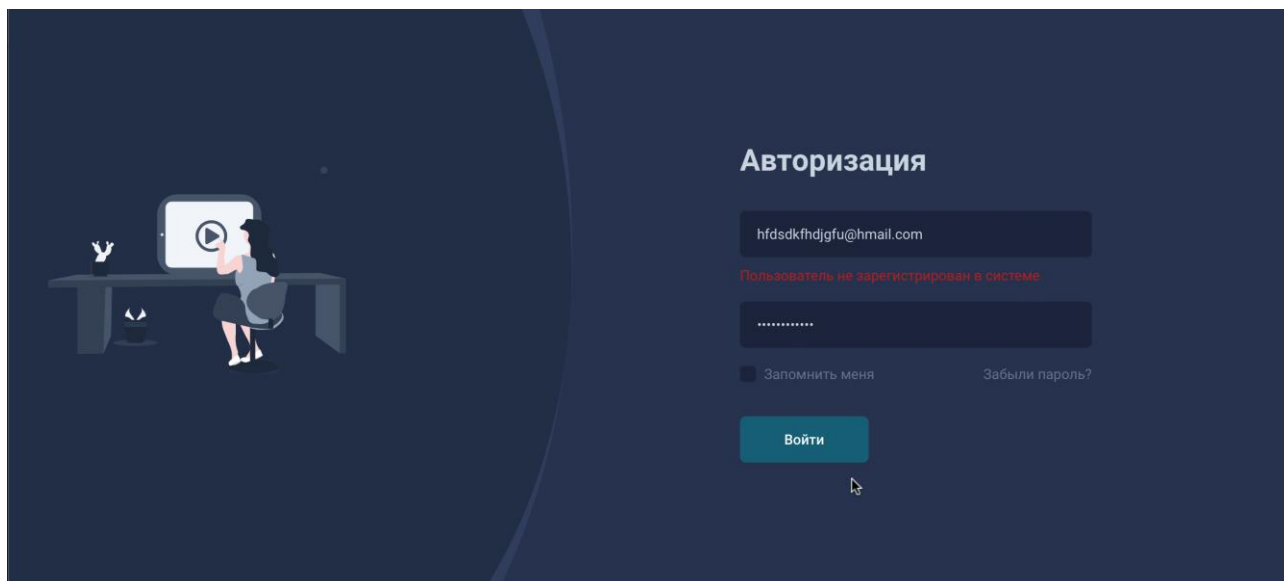 Авторизация
hfdsdkfhdjgfu@hmail.com
Пользователь не зарегистрирован в системе
••••••••••••
Запомнить меня
Забыли пароль?
Войти